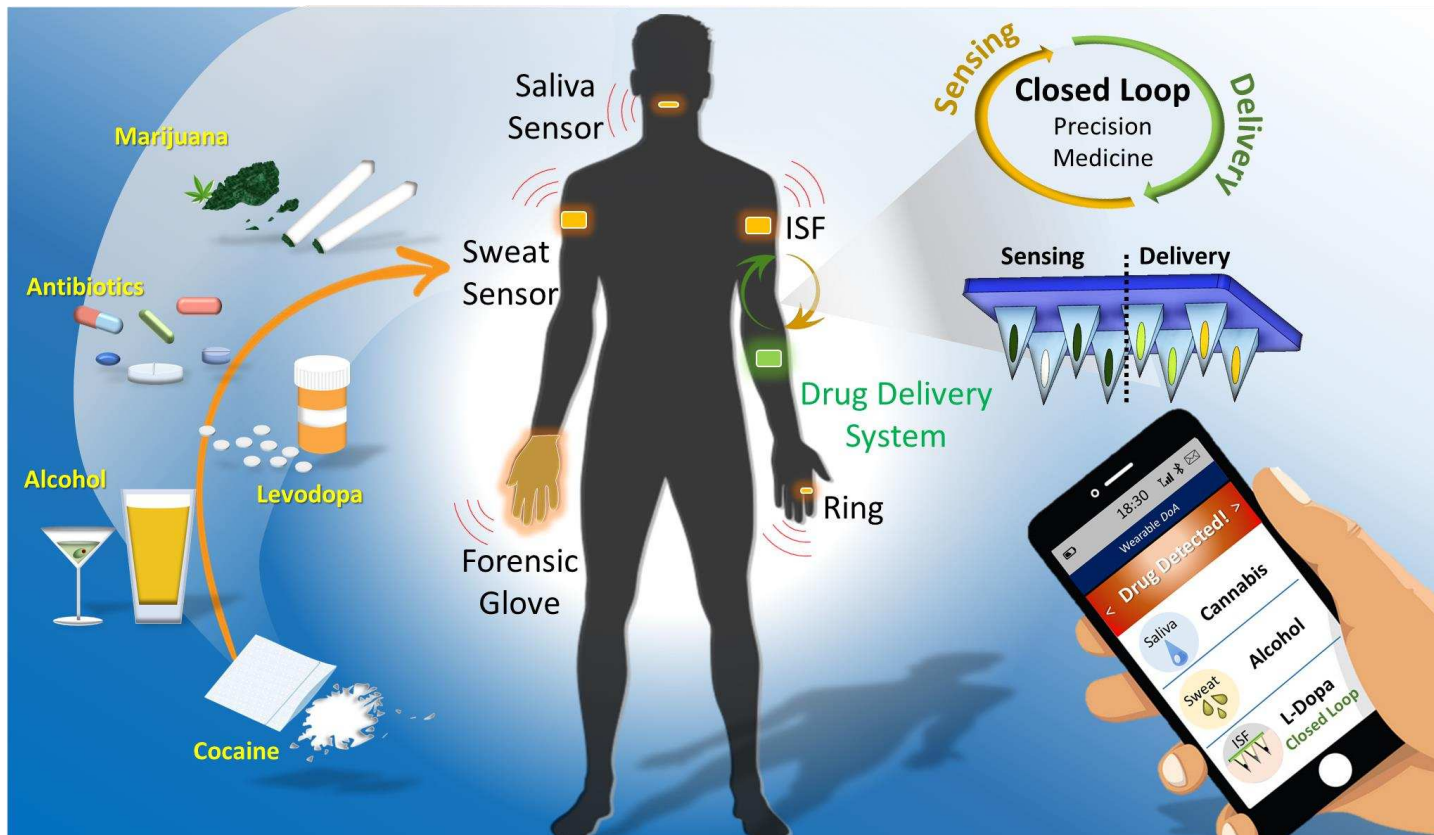 Marijuana
Antibiotics
Alcohol
Levodopa
Cocaine
Saliva
Sensor
Sweat
Sensor
Forensic
Glove
ISF
Drug Delivery
System
Ring
Sensing
Delivery
Closed Loop
Precision
Medicine
Sensing
Delivery
18:30
Wearable DoA
< Drug Detected! >
Saliva
Cannabis
Sweat
Alcohol
ISF
L-Dopa
Closed Loop